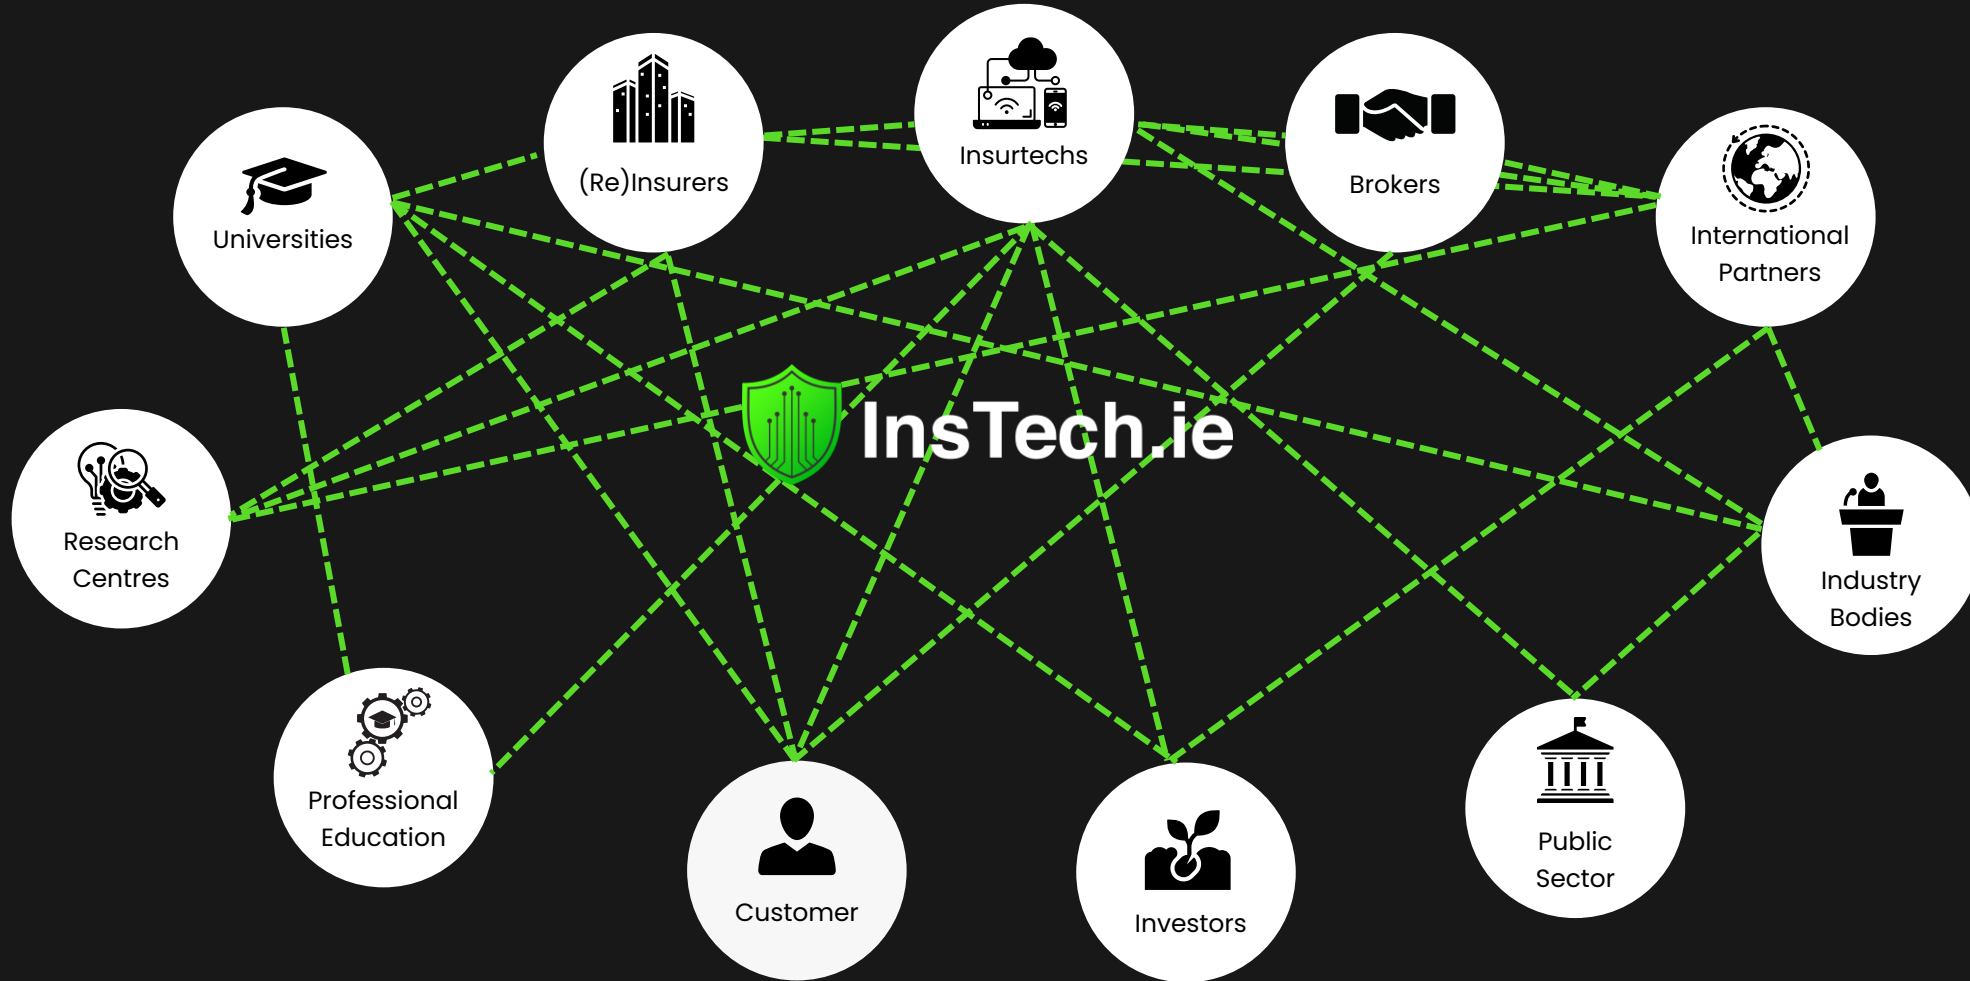 Insurtechs
(Re)Insurers
Brokers
Universities
International
Partners
InsTech.ie
Research
Centres
Industry
Bodies
Professional
Education
Public
Sector
Customer
Investors